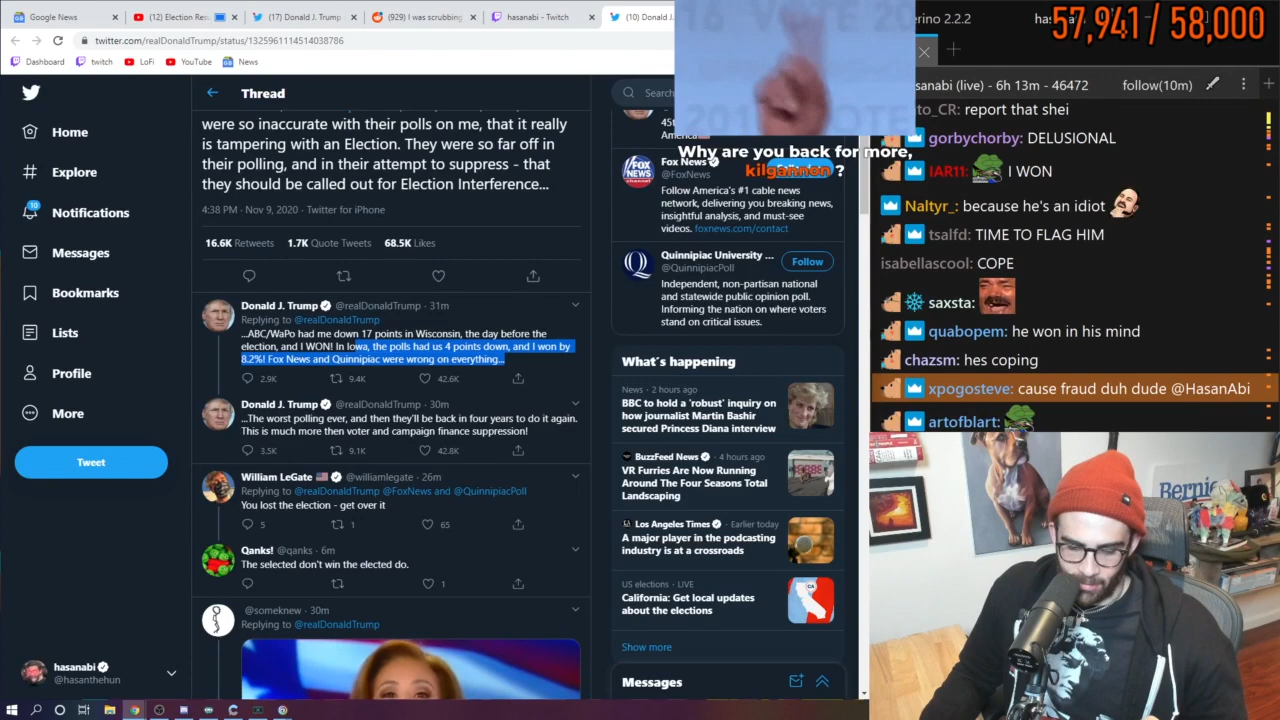 Google News
(12) Election Res
(17) Donald J. Trump
(929) I was scrubbing
hasanabi - Twitch
(10) Donald J.
erino 2.2.2
57,941 / 58,000
twitter.com/realDonaldTrump/status/1325961114514038786
Dashboard
twitch
LoFi
YouTube
News
Home
Explore
10
Notifications
Messages
Bookmarks
Lists
Profile
More
Tweet
hasanabi
@hasanthehun
Thread
were so inaccurate with their polls on me, that it really
is tampering with an Election. They were so far off in
their polling, and in their attempt to suppress - that
they should be called out for Election Interference...
4:38 PM · Nov 9, 2020 · Twitter for iPhone
16.6K Retweets 1.7K Quote Tweets 68.5K Likes
Donald J. Trump @realDonaldTrump · 31m
Replying to @realDonaldTrump
...ABC/WaPo had me down 17 points in Wisconsin, the day before the
election, and I WON! In Iowa, the polls had us 4 points down, and I won by
8.2%! Fox News and Quinnipiac were wrong on everything...
2.9K 9.4K 42.6K
Donald J. Trump @realDonaldTrump · 30m
...The worst polling ever, and then they'll be back in four years to do it again.
This is much more then voter and campaign finance suppression!
3.5K 9.1K 42.8K
William LeGate @williamlegate · 26m
Replying to @realDonaldTrump @FoxNews and @QuinnipiacPoll
You lost the election - get over it
5 1 65
Qanks! @qanks · 6m
The selected don't win the elected do.
1
@someknew · 30m
Replying to @realDonaldTrump
Search
45t
America
Why are you back for more,
kilgannon ?
Fox News
@FoxNews
Follow America's #1 cable news
network, delivering you breaking news,
insightful analysis, and must-see
videos. foxnews.com/contact
Quinnipiac University ...
@QuinnipiacPoll
Follow
Independent, non-partisan national
and statewide public opinion poll.
Informing the nation on where voters
stand on critical issues.
What's happening
News · 2 hours ago
BBC to hold a 'robust' inquiry on
how journalist Martin Bashir
secured Princess Diana interview
BuzzFeed News · 4 hours ago
VR Furries Are Now Running
Around The Four Seasons Total
Landscaping
Los Angeles Times · Earlier today
A major player in the podcasting
industry is at a crossroads
US elections · LIVE
California: Get local updates
about the elections
Show more
Messages
asanabi (live) - 6h 13m - 46472
follow(10m)
to_CR: report that shei
gorbychorby: DELUSIONAL
IAR11: I WON
Naltyr_: because he's an idiot
tsalfd: TIME TO FLAG HIM
isabellascool: COPE
saxsta:
quabopem: he won in his mind
chazsm: hes coping
xpogosteve: cause fraud duh dude @HasanAbi
artofblart:
Bernie